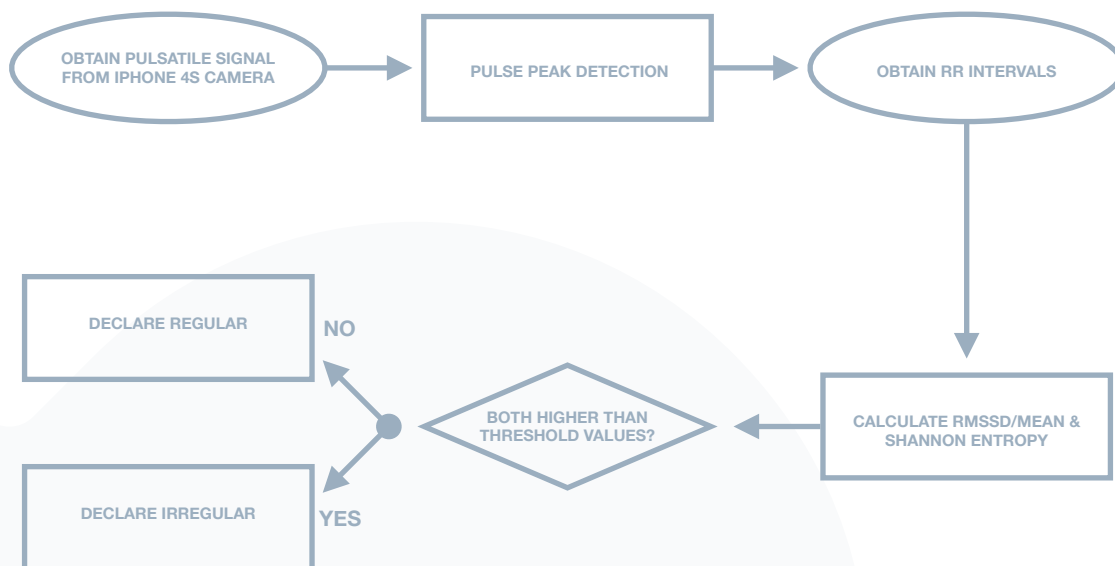 OBTAIN PULSATILE SIGNAL
FROM IPHONE 4S CAMERA
PULSE PEAK DETECTION
OBTAIN RR INTERVALS
CALCULATE RMSSD/MEAN &
SHANNON ENTROPY
BOTH HIGHER THAN
THRESHOLD VALUES?
NO
DECLARE REGULAR
YES
DECLARE IRREGULAR